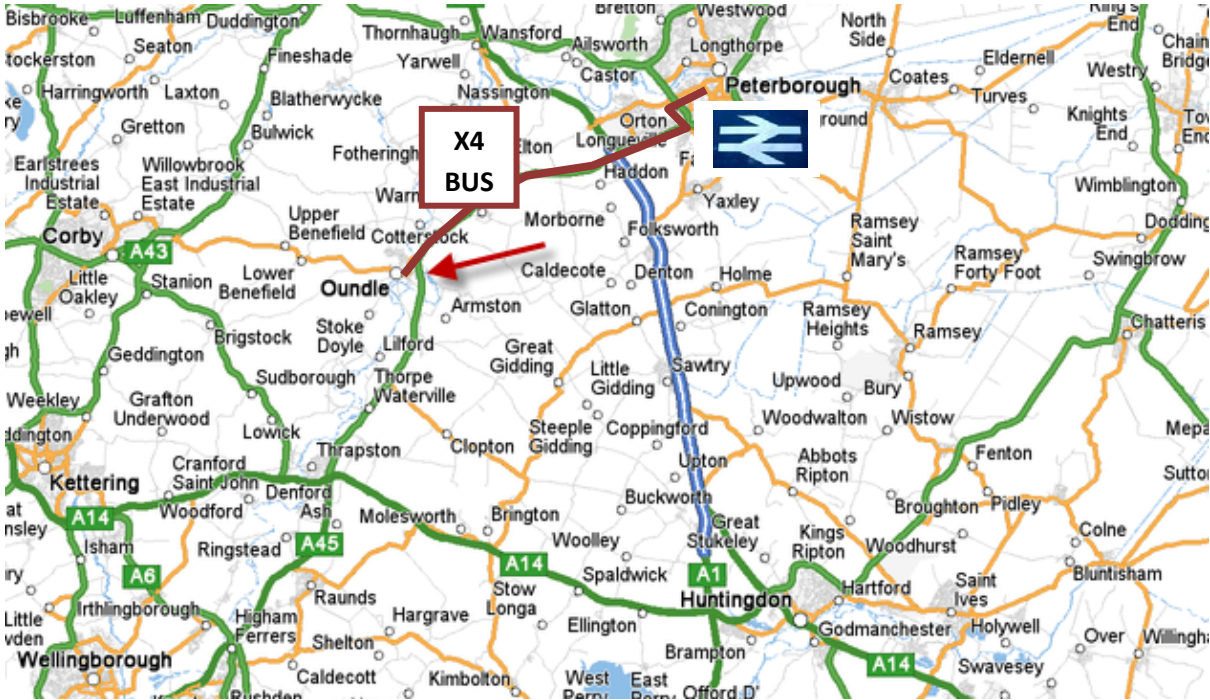 Bisbrooke
Luffenham
Duddington
Bretton
Westwood
King's
End
Thornhaugh
Wansford
Ailsworth
Longthorpe
North
Side
Chain
Bridge
Seaton
Fineshade
Yarwell
Castor
Eldernell
Westry
Harringworth
Laxton
Blatherwycke
Nassington
Peterborough
Coates
Turves
Knights
End
Gretton
Bulwick
Orton
Longueville
X4
BUS
Haddon
Earlstrees
Industrial
Estate
Willowbrook
East Industrial
Estate
Wimblington
Yaxley
Upper
Benefield
Cotterstock
Morborne
Folksworth
Ramsey
Saint
Mary's
Ramsey
Forty Foot
Swingbrow
Corby
A43
Little
Oakley
Stanion
Lower
Benefield
Oundle
Caldecote
Denton
Holme
Armston
Glatton
Conington
Ramsey
Heights
Ramsey
Chatteris
Brigstock
Stoke
Doyle
Lilford
Geddington
Great
Gidding
Little
Gidding
Sawtry
Sudborough
Thorpe
Waterville
Upwood
Bury
Weekley
Grafton
Underwood
Lowick
Steeple
Gidding
Coppingford
Woodwalton
Wistow
Clopton
Thrapston
Upton
Abbots
Ripton
Fenton
Kettering
Cranford
Saint John
Denford
Ash
Buckworth
Broughton
Pidley
A14
Woodford
Molesworth
Brington
Great
Stukeley
Kings
Ripton
Woodhurst
Colne
Isham
Ringstead
A45
A14
Woolley
Spaldwick
A1
Bluntisham
A6
Raunds
Stow
Longa
Huntingdon
Hartford
Saint
Ives
Irthlingborough
Higham
Ferrers
Hargrave
Ellington
Godmanchester
Holywell
Over
Little
Shelton
Brampton
Wellingborough
Caldecott
Kimbolton
West
Perry
East
Perry
Offord D'
A14
Swavesey
Rushden